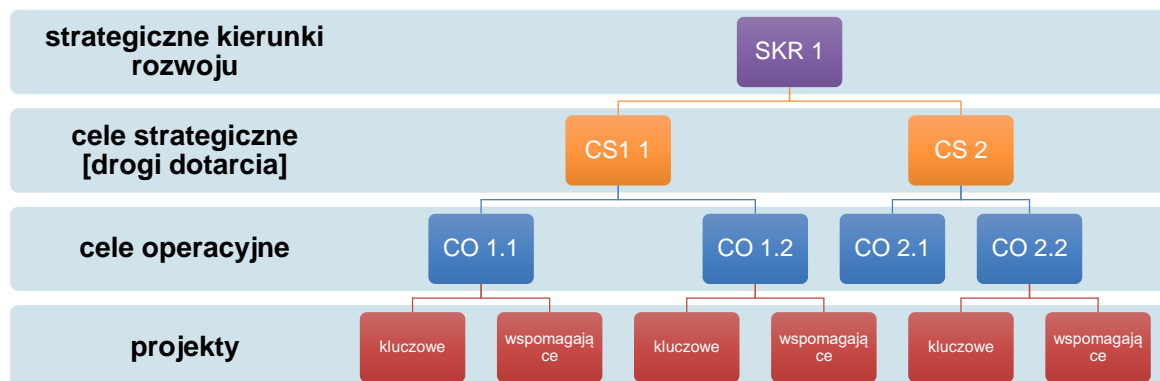 strategiczne kierunki
rozwoju
SKR 1
cele strategiczne
[drogi dotarcia]
CS1 1
CS 2
cele operacyjne
CO 1.1
CO 1.2
CO 2.1
CO 2.2
projekty
kluczowe
wspomagają
ce
kluczowe
wspomagają
ce
kluczowe
wspomagają
ce